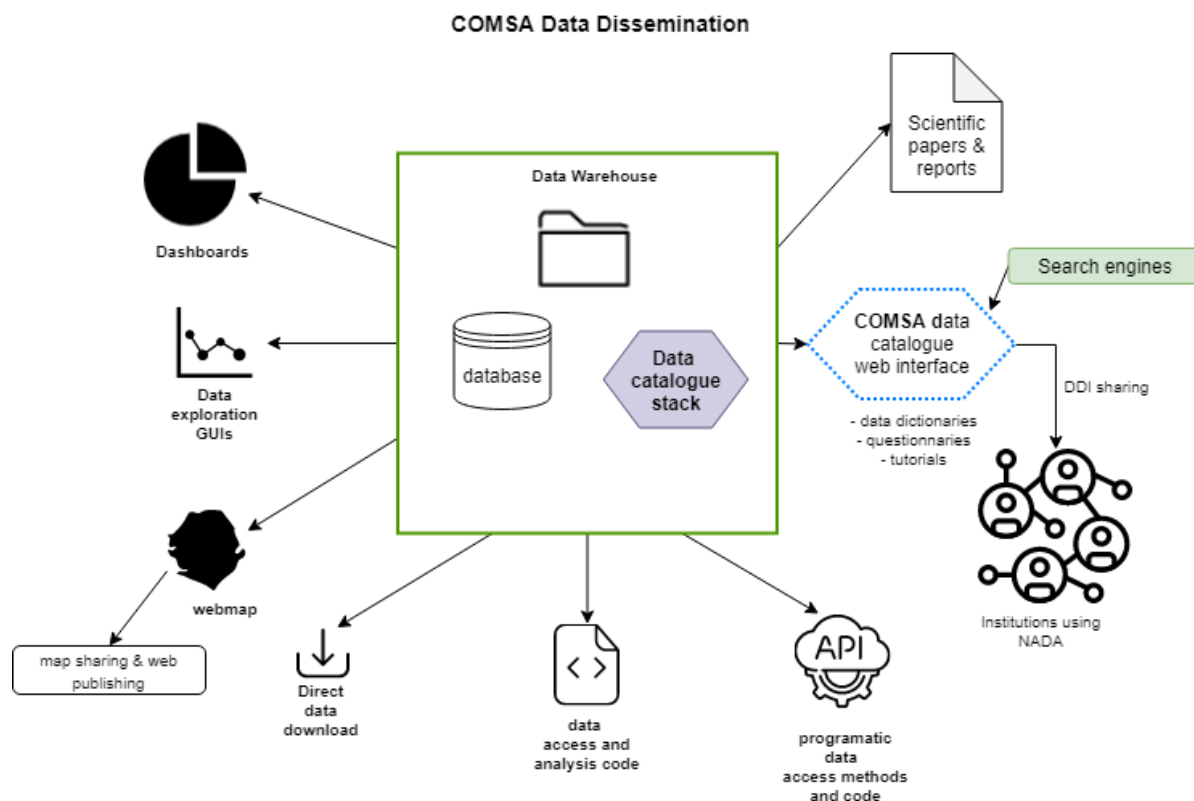 COMSA Data Dissemination
Scientific
papers &
reports
Data Warehouse
Dashboards
Search engines
COMSA data
catalogue
web interface
database
Data
catalogue
stack
Data
exploration
GUIs
DDI sharing
- data dictionaries
- questionnaries
- tutorials
webmap
Institutions using
NADA
map sharing & web
publishing
Direct
data
download
data
access and
analysis code
API
programatic
data
access methods
and code